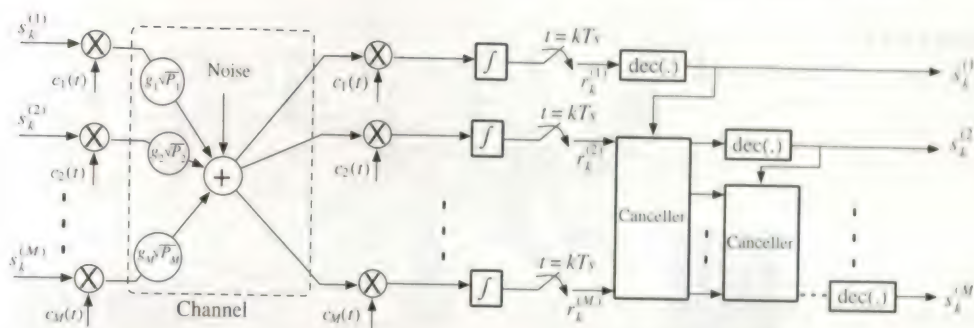 s_k^(1)
c_1(t)
s_k^(2)
c_2(t)
s_k^(M)
c_M(t)
g_1√P_1
g_2√P_2
g_M√P_M
Noise
+
Channel
c_1(t)
c_2(t)
c_M(t)
∫
∫
∫
t = kT_s
r_k^(1)
t = kT_s
r_k^(2)
t = kT_s
r_k^(M)
dec(.)
Canceller
dec(.)
Canceller
dec(.)
s_k^(1
s_k^(2
s_k^(M